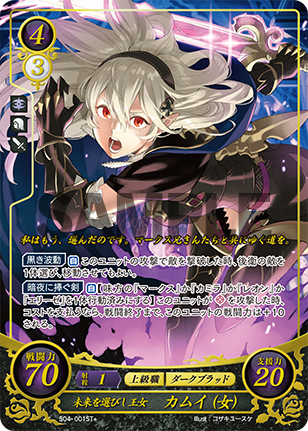 4
3
SAMPLE
私はもう、選んだのです。マークス兄さんたちと共にゆく道を。
黒き波動 自 このユニットの攻撃で敵を撃破した時、後衛の敵を
1体選び、移動させてもよい。
暗夜に捧ぐ剣 自 [味方の『マークス』か『カミラ』か『レオン』か
『エリーゼ』を1体行動済みにする] このユニットが を攻撃した時、
コストを支払うなら、戦闘終了まで、このユニットの戦闘力は+10
される。
戦闘力
70
射程
1
上級職
ダークブラッド
支援力
20
未来を選びし王女 カムイ(女)
S04-001ST+
Illust:コザキユースケ